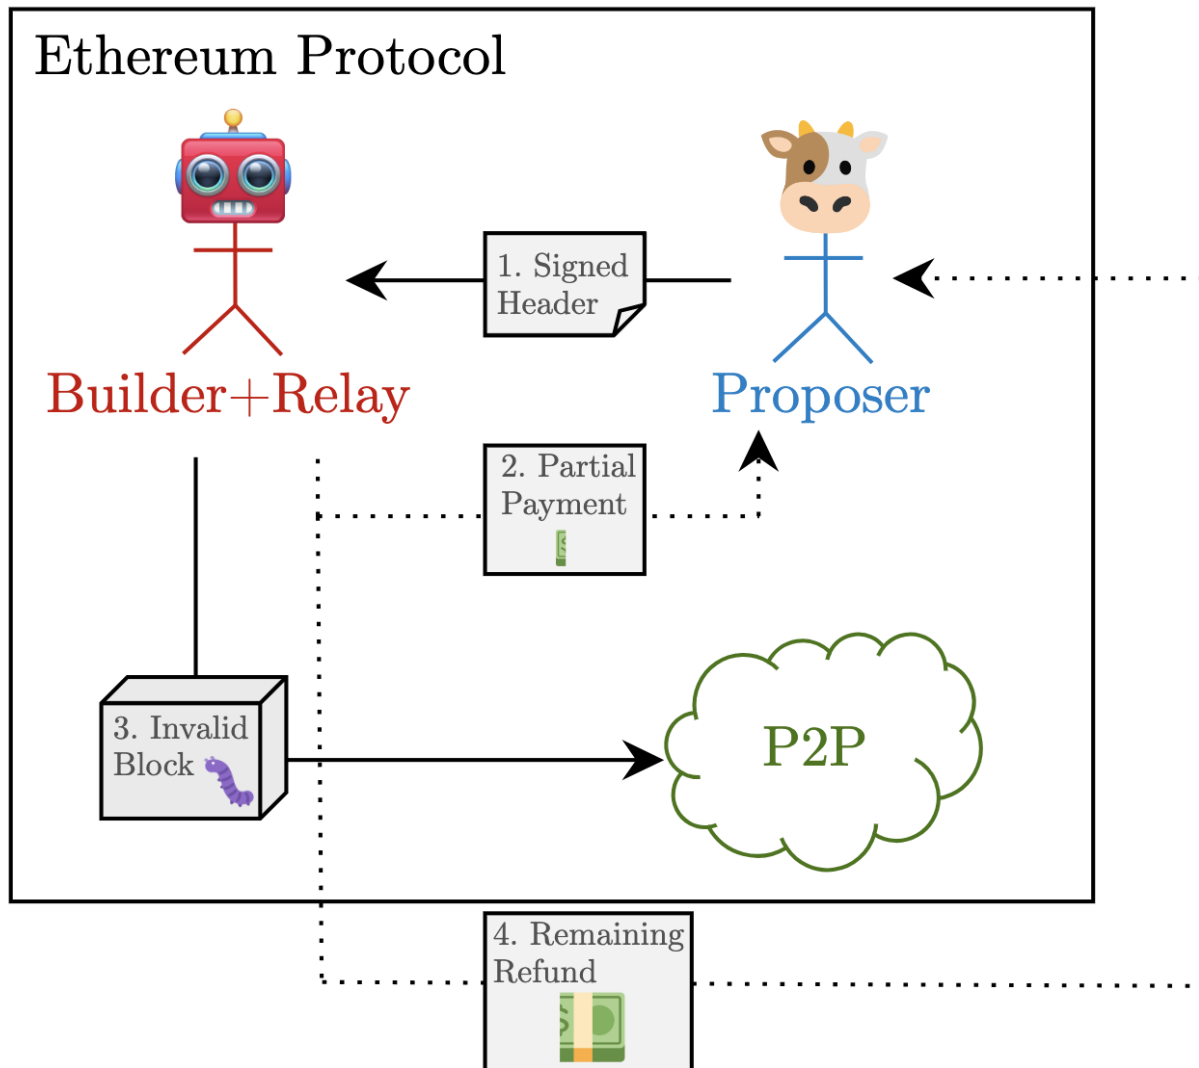 Ethereum Protocol
1. Signed
Header
Builder+Relay
Proposer
2. Partial
Payment
3. Invalid
Block
P2P
4. Remaining
Refund